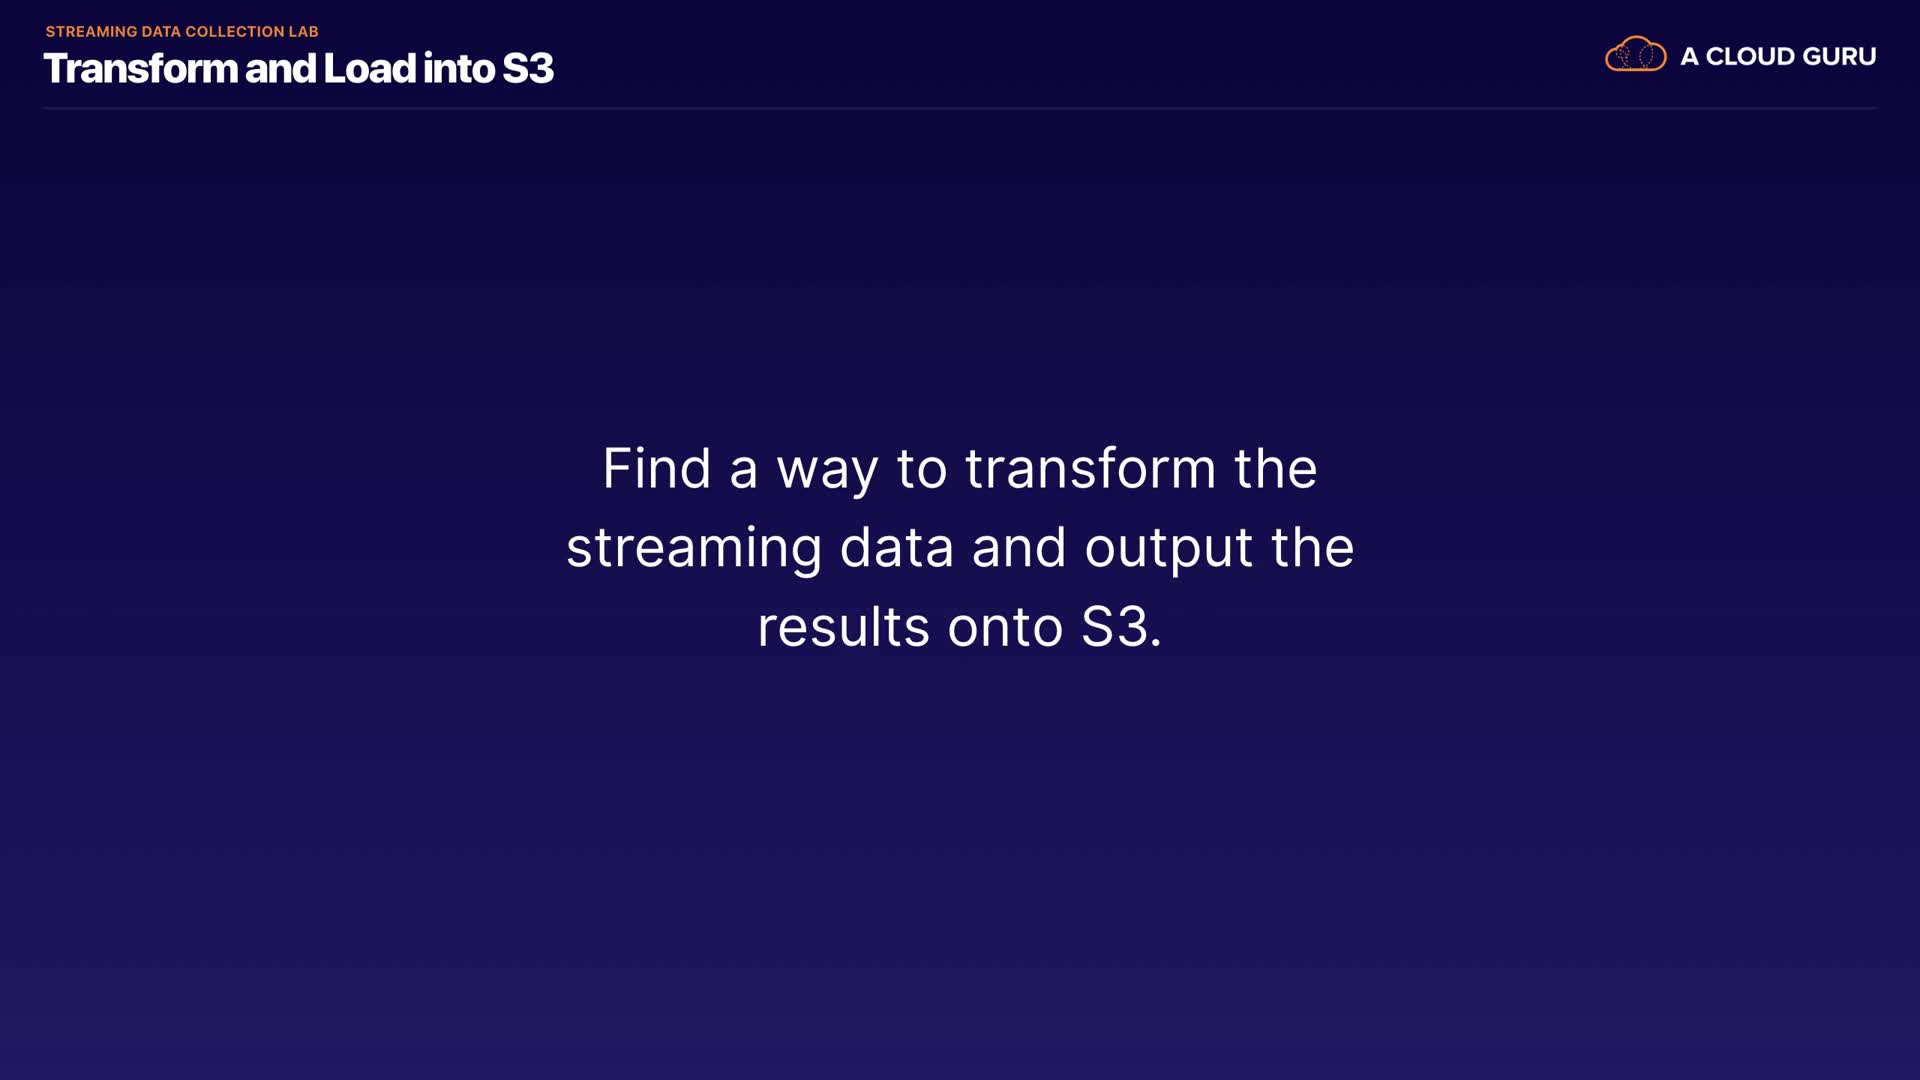 STREAMING DATA COLLECTION LAB
Transform and Load into S3
A CLOUD GURU
Find a way to transform the
streaming data and output the
results onto S3.